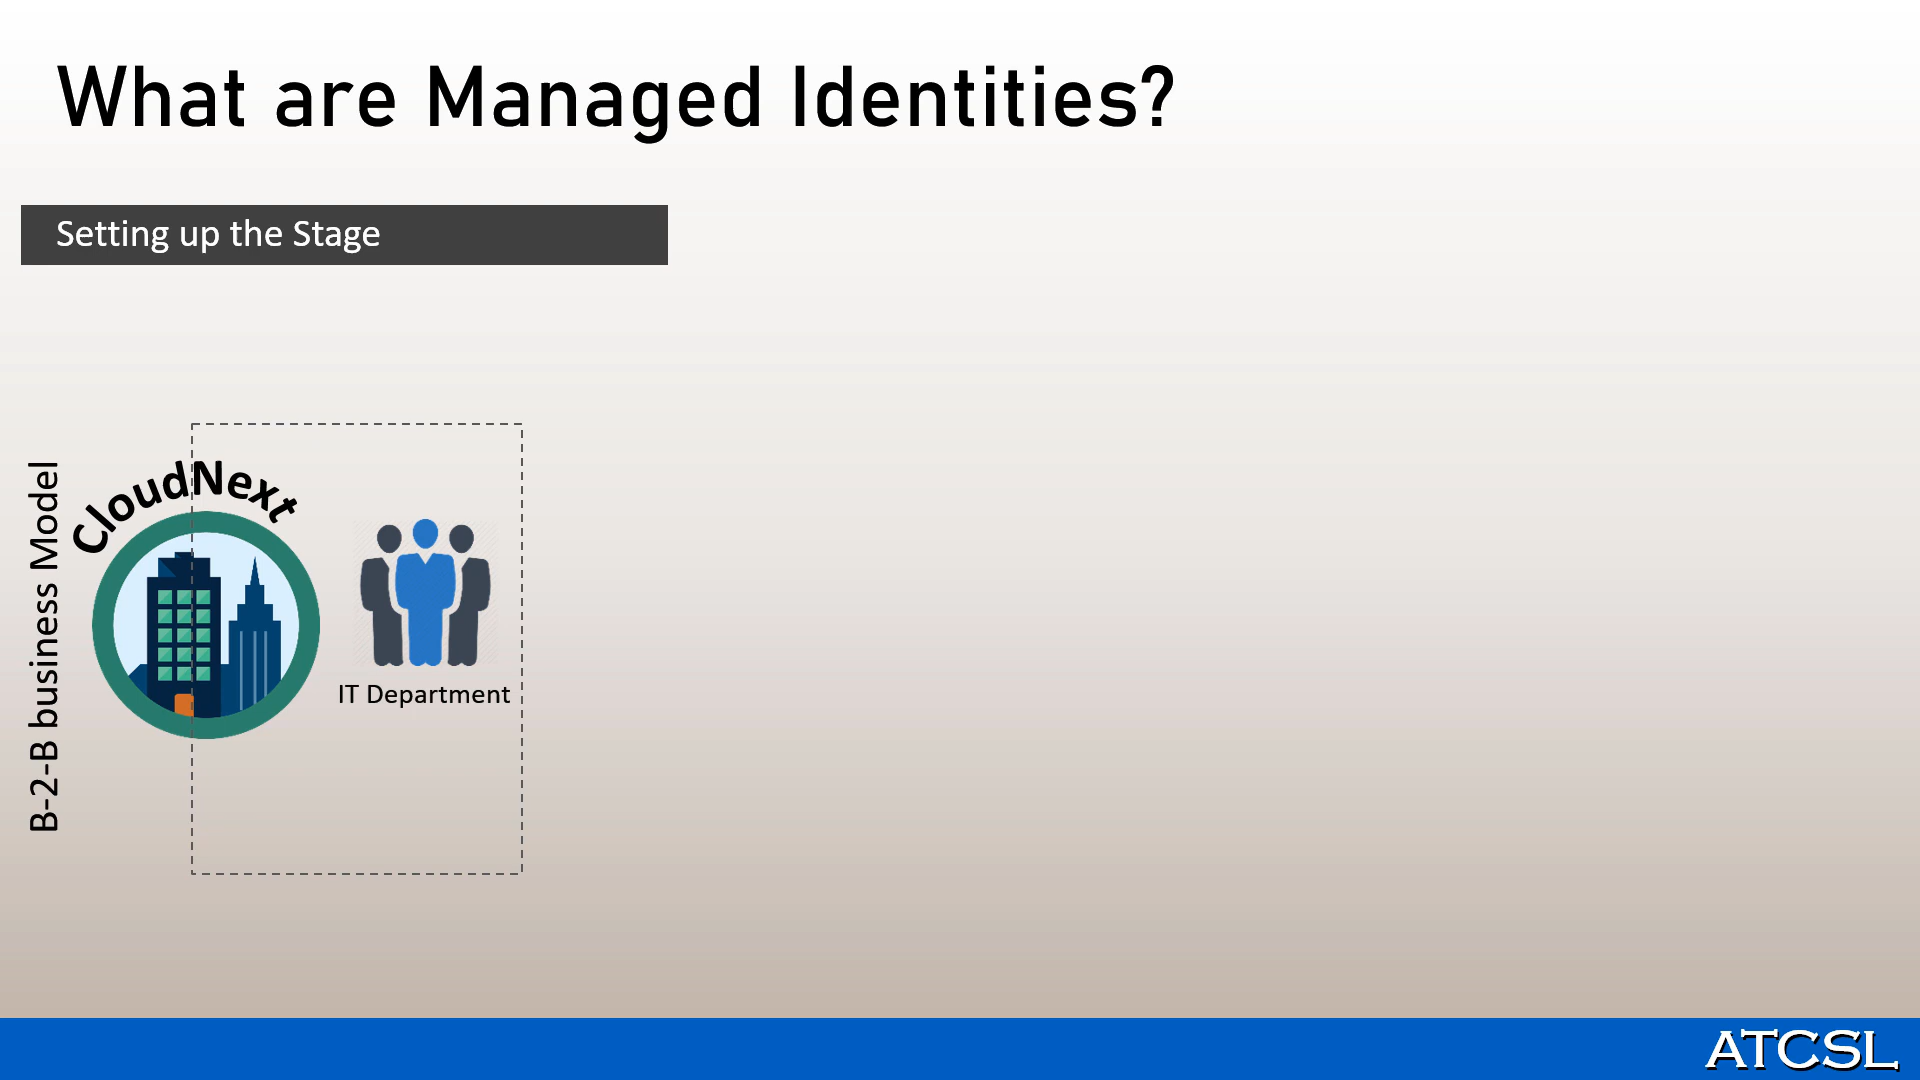 What are Managed Identities?
Setting up the Stage
B-2-B business Model
CloudNext
IT Department
ATCSL